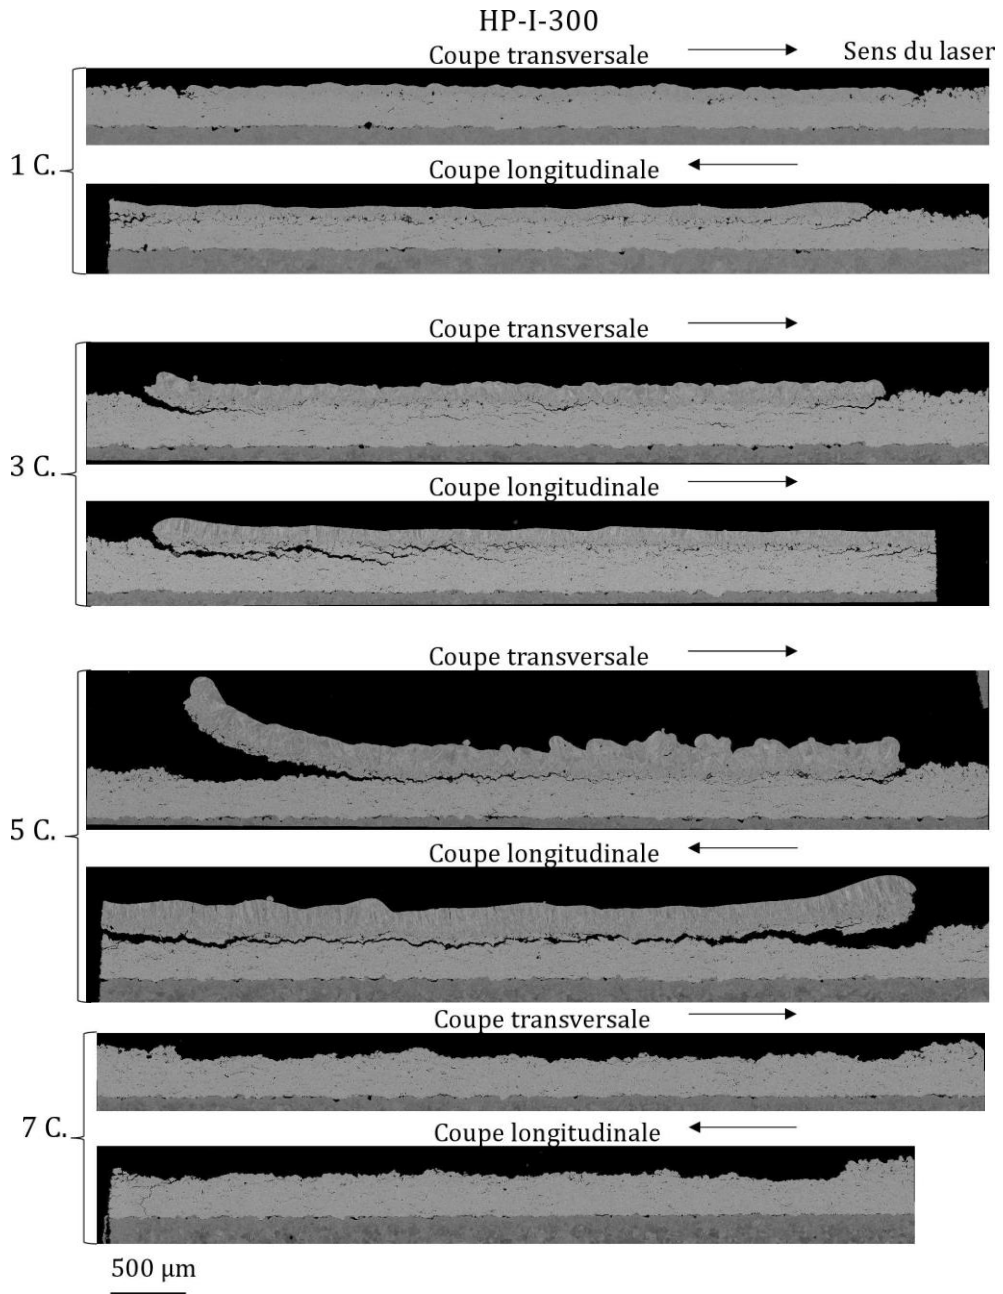 HP-I-300
Coupe transversale Sens du laser
1 C.
Coupe longitudinale
Coupe transversale
3 C.
Coupe longitudinale
Coupe transversale
5 C.
Coupe longitudinale
Coupe transversale
7 C.
Coupe longitudinale
500 µm